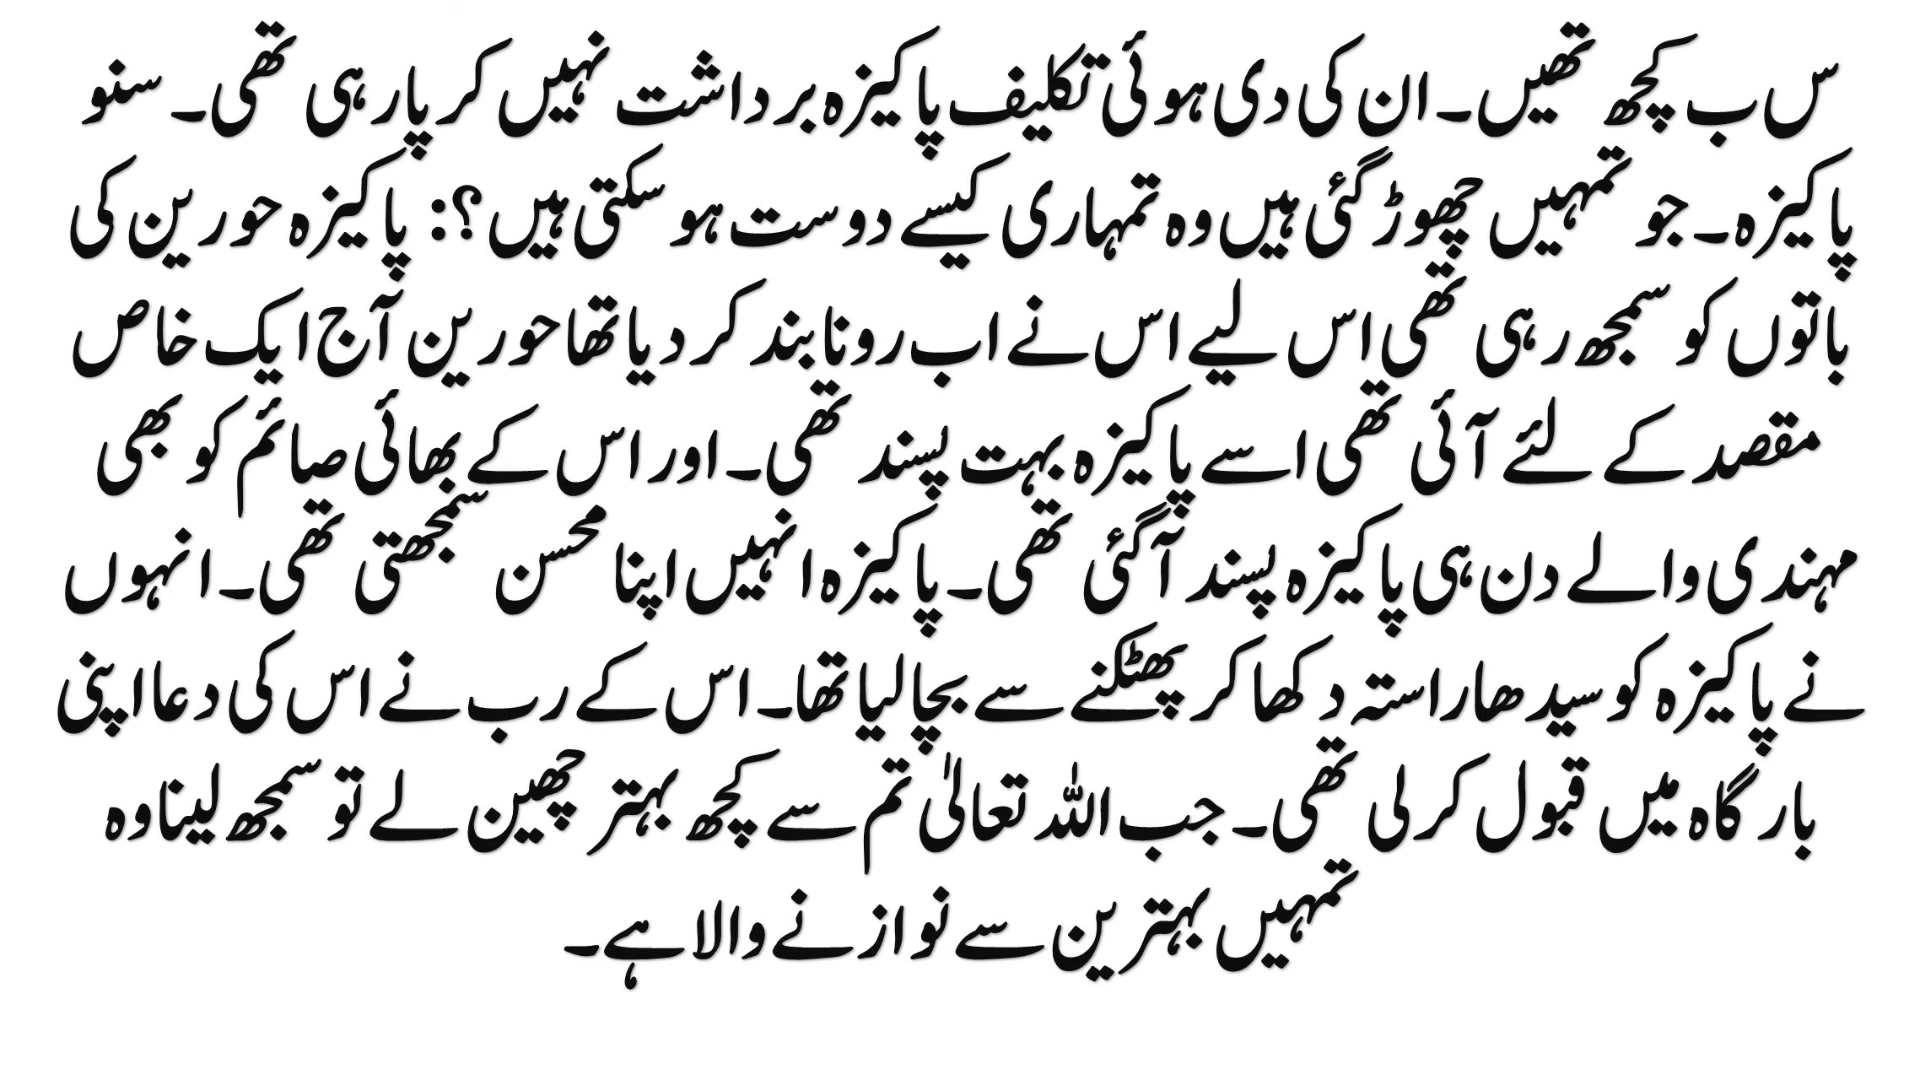 س ب کچھ تھیں۔ ان کی دی ہوئی تکلیف پاکیزہ برداشت نہیں کر پا رہی تھی۔ سنو
پاکیزہ۔ جو تمہیں چھوڑ گئی ہیں وہ تمہاری کیسے دوست ہو سکتی ہیں؟: پاکیزہ حورین کی
باتوں کو سمجھ رہی تھی اس لیے اس نے اب رونا بند کر دیا تھا حورین آج ایک خاص
مقصد کے لئے آئی تھی اسے پاکیزہ بہت پسند تھی۔ اور اس کے بھائی صائم کو بھی
مہندی والے دن ہی پاکیزہ پسند آگئی تھی۔ پاکیزہ انہیں اپنا محسن سمجھتی تھی۔ انہوں
نے پاکیزہ کو سیدھا راستہ دکھا کر پھٹکنے سے بچا لیا تھا۔ اس کے رب نے اس کی دعا اپنی
بارگاہ میں قبول کر لی تھی۔ جب اللہ تعالیٰ تم سے کچھ بہتر چھین لے تو سمجھ لینا وہ
تمہیں بہترین سے نوازنے والا ہے۔